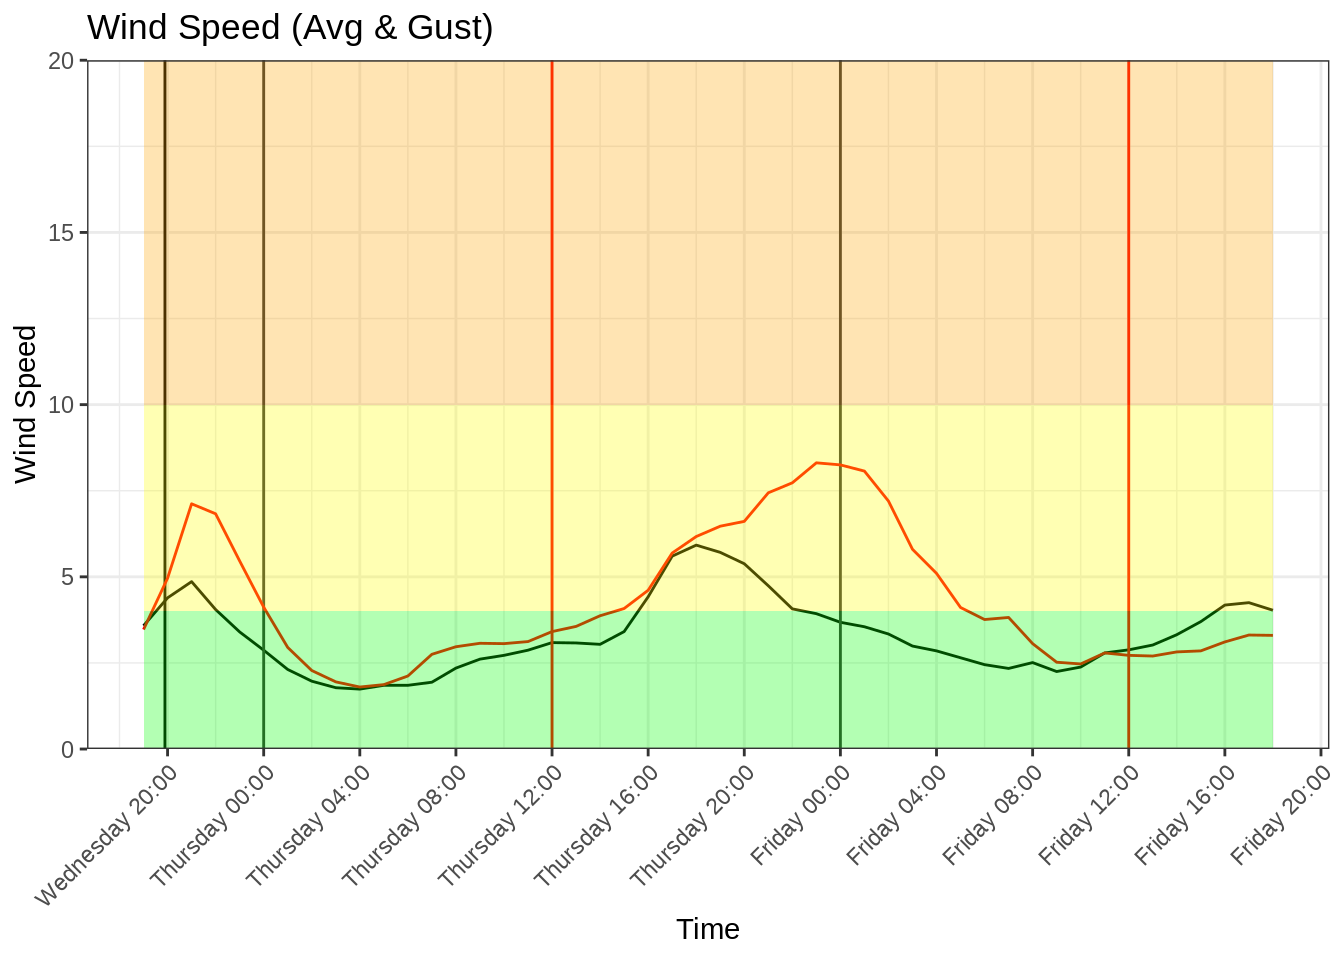 Wind Speed (Avg & Gust)
20
15
10
5
0
Wind Speed
Wednesday 20:00
Thursday 00:00
Thursday 04:00
Thursday 08:00
Thursday 12:00
Thursday 16:00
Thursday 20:00
Friday 00:00
Friday 04:00
Friday 08:00
Friday 12:00
Friday 16:00
Friday 20:00
Time